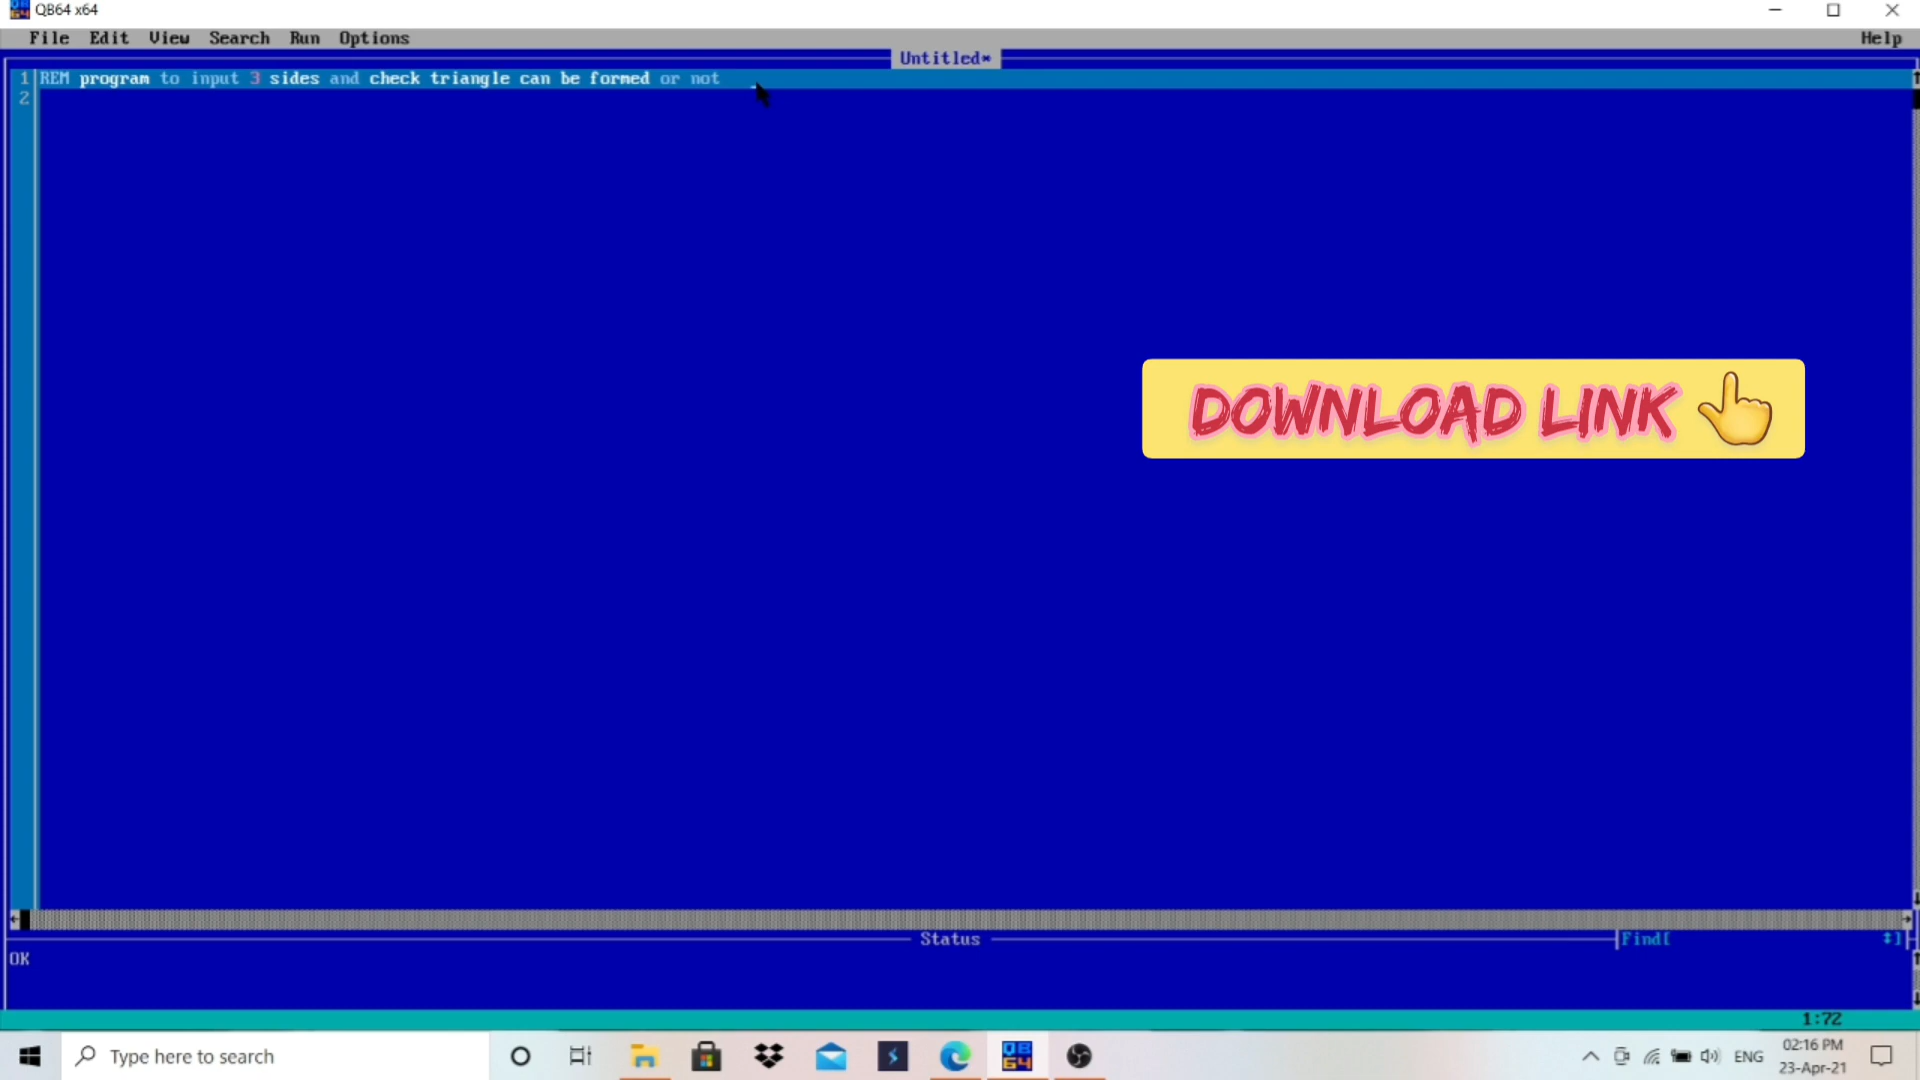 QB64 x64
File Edit View Search Run Options Help
Untitled*
1 REM program to input 3 sides and check triangle can be formed or not
2
DOWNLOAD LINK
Status
Find[
OK
1:72
Type here to search
ENG
02:16 PM
23-Apr-21